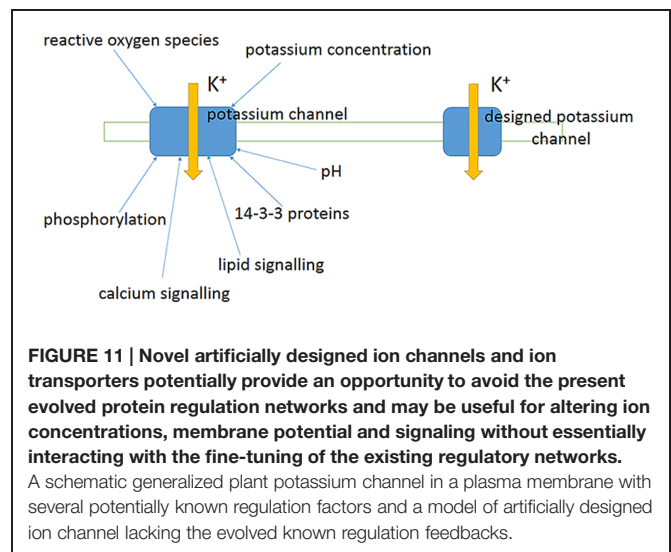 reactive oxygen species
potassium concentration
K⁺
K⁺
potassium channel
designed potassium
channel
pH
phosphorylation
14-3-3 proteins
lipid signalling
calcium signalling
FIGURE 11 | Novel artificially designed ion channels and ion
transporters potentially provide an opportunity to avoid the present
evolved protein regulation networks and may be useful for altering ion
concentrations, membrane potential and signaling without essentially
interacting with the fine-tuning of the existing regulatory networks.
A schematic generalized plant potassium channel in a plasma membrane with
several potentially known regulation factors and a model of artificially designed
ion channel lacking the evolved known regulation feedbacks.